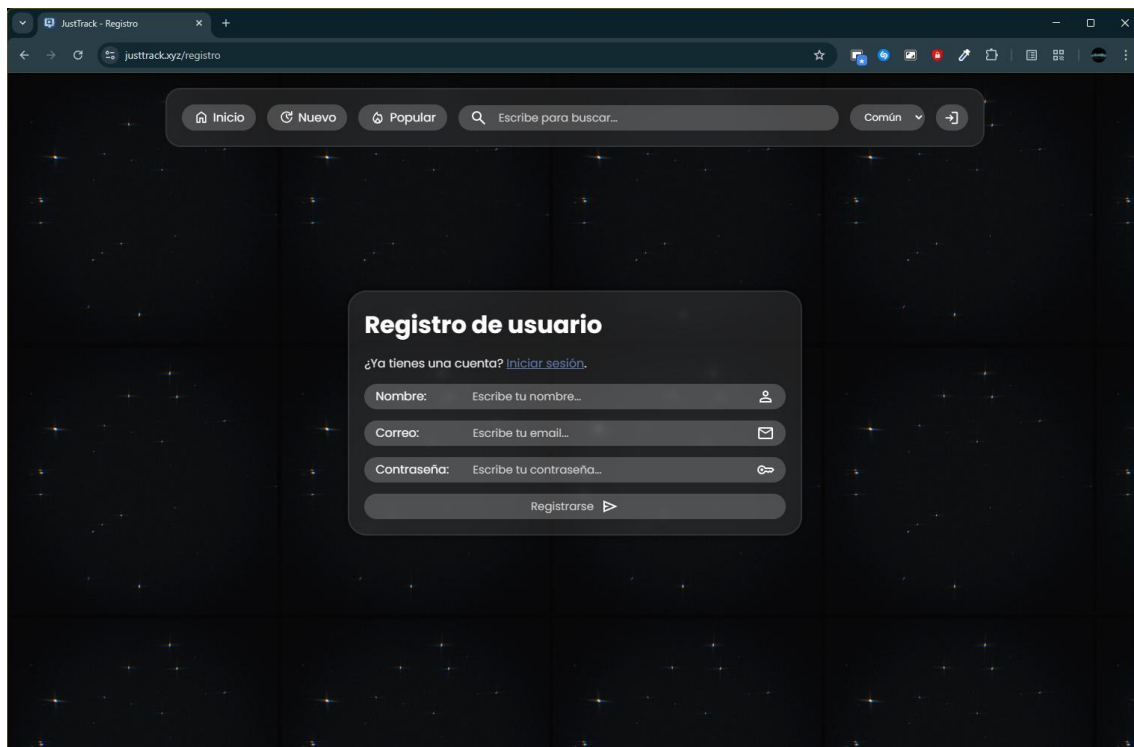 JustTrack - Registro
justtrack.xyz/registro
Inicio Nuevo Popular Escribe para buscar... Común
Registro de usuario
¿Ya tienes una cuenta? Iniciar sesión.
Nombre: Escribe tu nombre...
Correo: Escribe tu email...
Contraseña: Escribe tu contraseña...
Registrarse